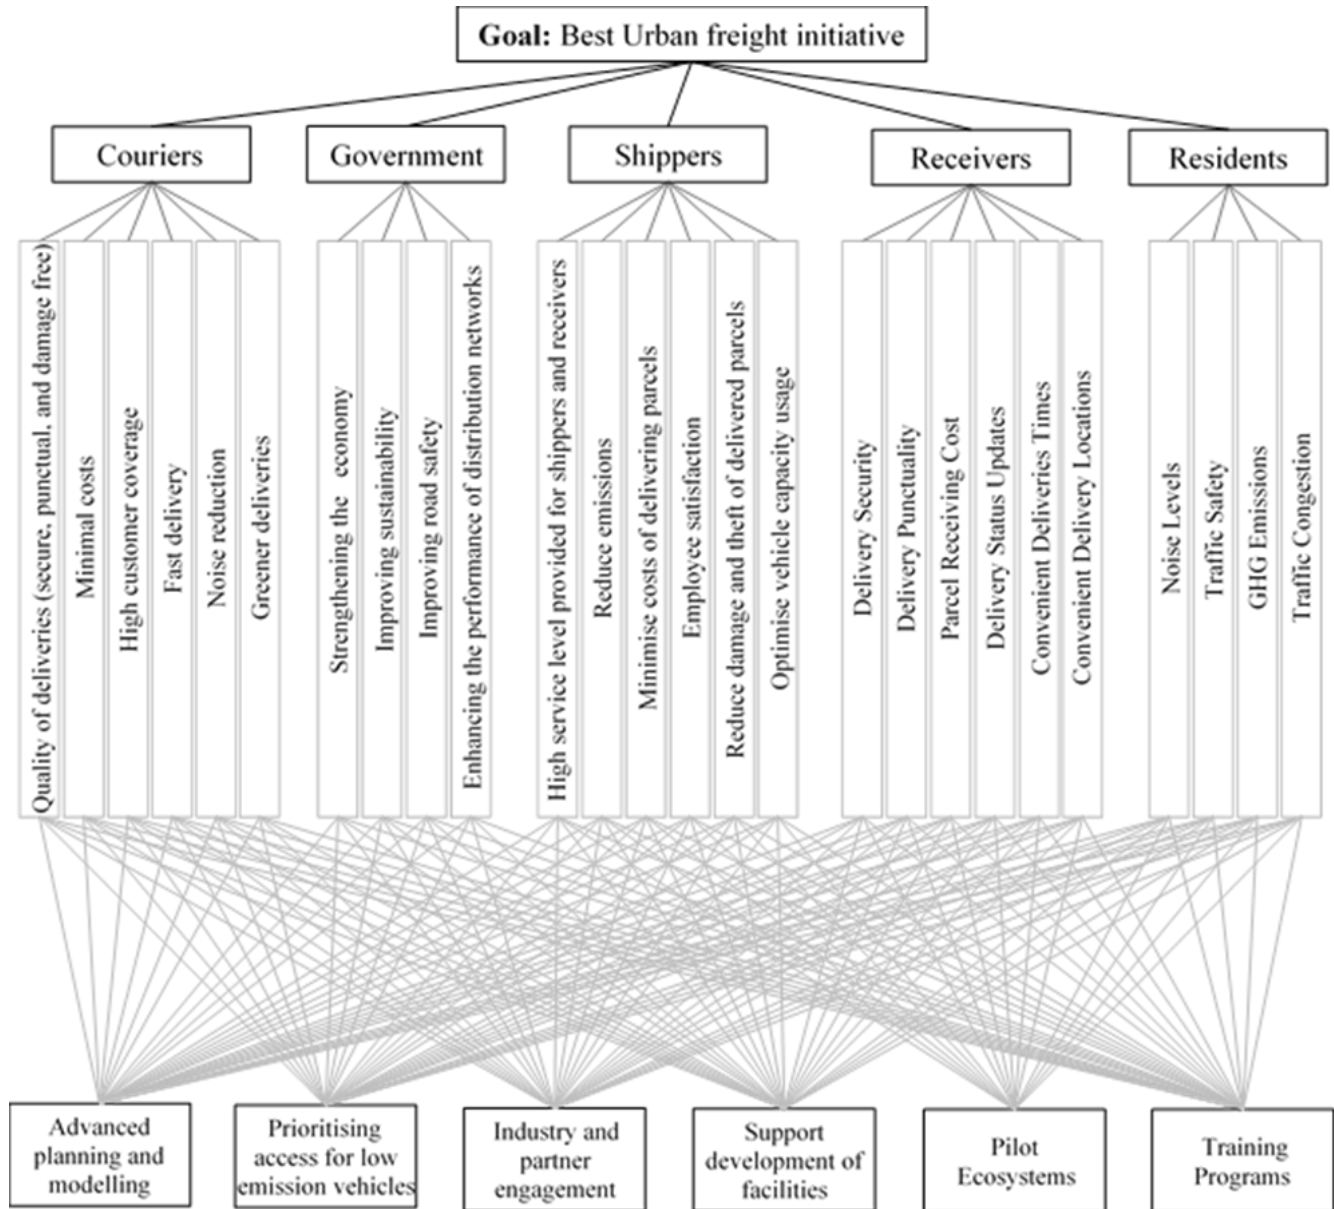 Goal: Best Urban freight initiative
Couriers
Government
Shippers
Receivers
Residents
Quality of deliveries (secure, punctual, and damage free)
Minimal costs
High customer coverage
Fast delivery
Noise reduction
Greener deliveries
Strengthening the economy
Improving sustainability
Improving road safety
Enhancing the performance of distribution networks
High service level provided for shippers and receivers
Reduce emissions
Minimise costs of delivering parcels
Employee satisfaction
Reduce damage and theft of delivered parcels
Optimise vehicle capacity usage
Delivery Security
Delivery Punctuality
Parcel Receiving Cost
Delivery Status Updates
Convenient Deliveries Times
Convenient Delivery Locations
Noise Levels
Traffic Safety
GHG Emissions
Traffic Congestion
Advanced
planning and
modelling
Prioritising
access for low
emission vehicles
Industry and
partner
engagement
Support
development of
facilities
Pilot
Ecosystems
Training
Programs